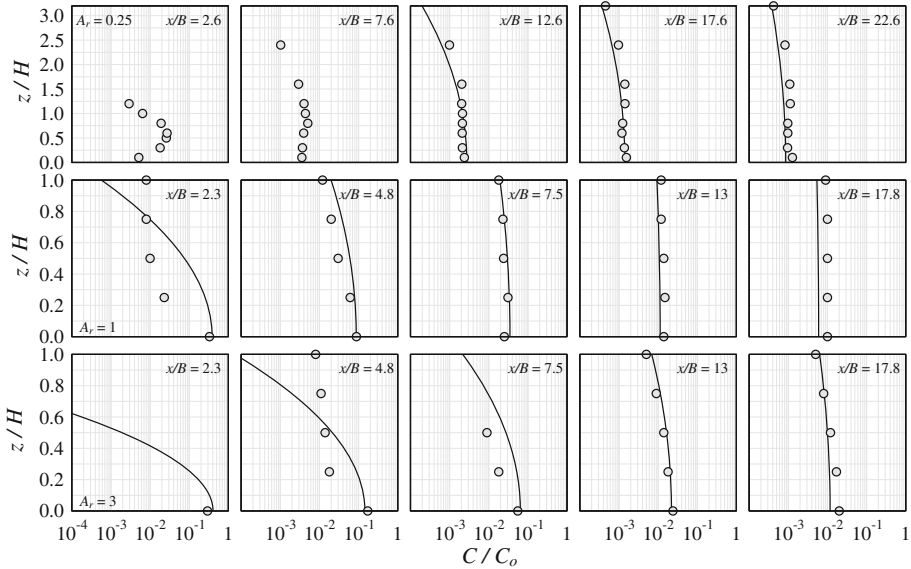 A_r = 0.25 x/B = 2.6 x/B = 7.6 x/B = 12.6 x/B = 17.6 x/B = 22.6
z / H
3.0
2.5
2.0
1.5
1.0
0.5
0.0
x/B = 2.3 x/B = 4.8 x/B = 7.5 x/B = 13 x/B = 17.8
z / H
1.0
0.8
0.6
0.4
0.2
0.0
A_r = 1
x/B = 2.3 x/B = 4.8 x/B = 7.5 x/B = 13 x/B = 17.8
z / H
1.0
0.8
0.6
0.4
0.2
0.0
A_r = 3
10^-4 10^-3 10^-2 10^-1 1 10^-3 10^-2 10^-1 1 10^-3 10^-2 10^-1 1 10^-3 10^-2 10^-1 1 10^-3 10^-2 10^-1 1
C / C_o